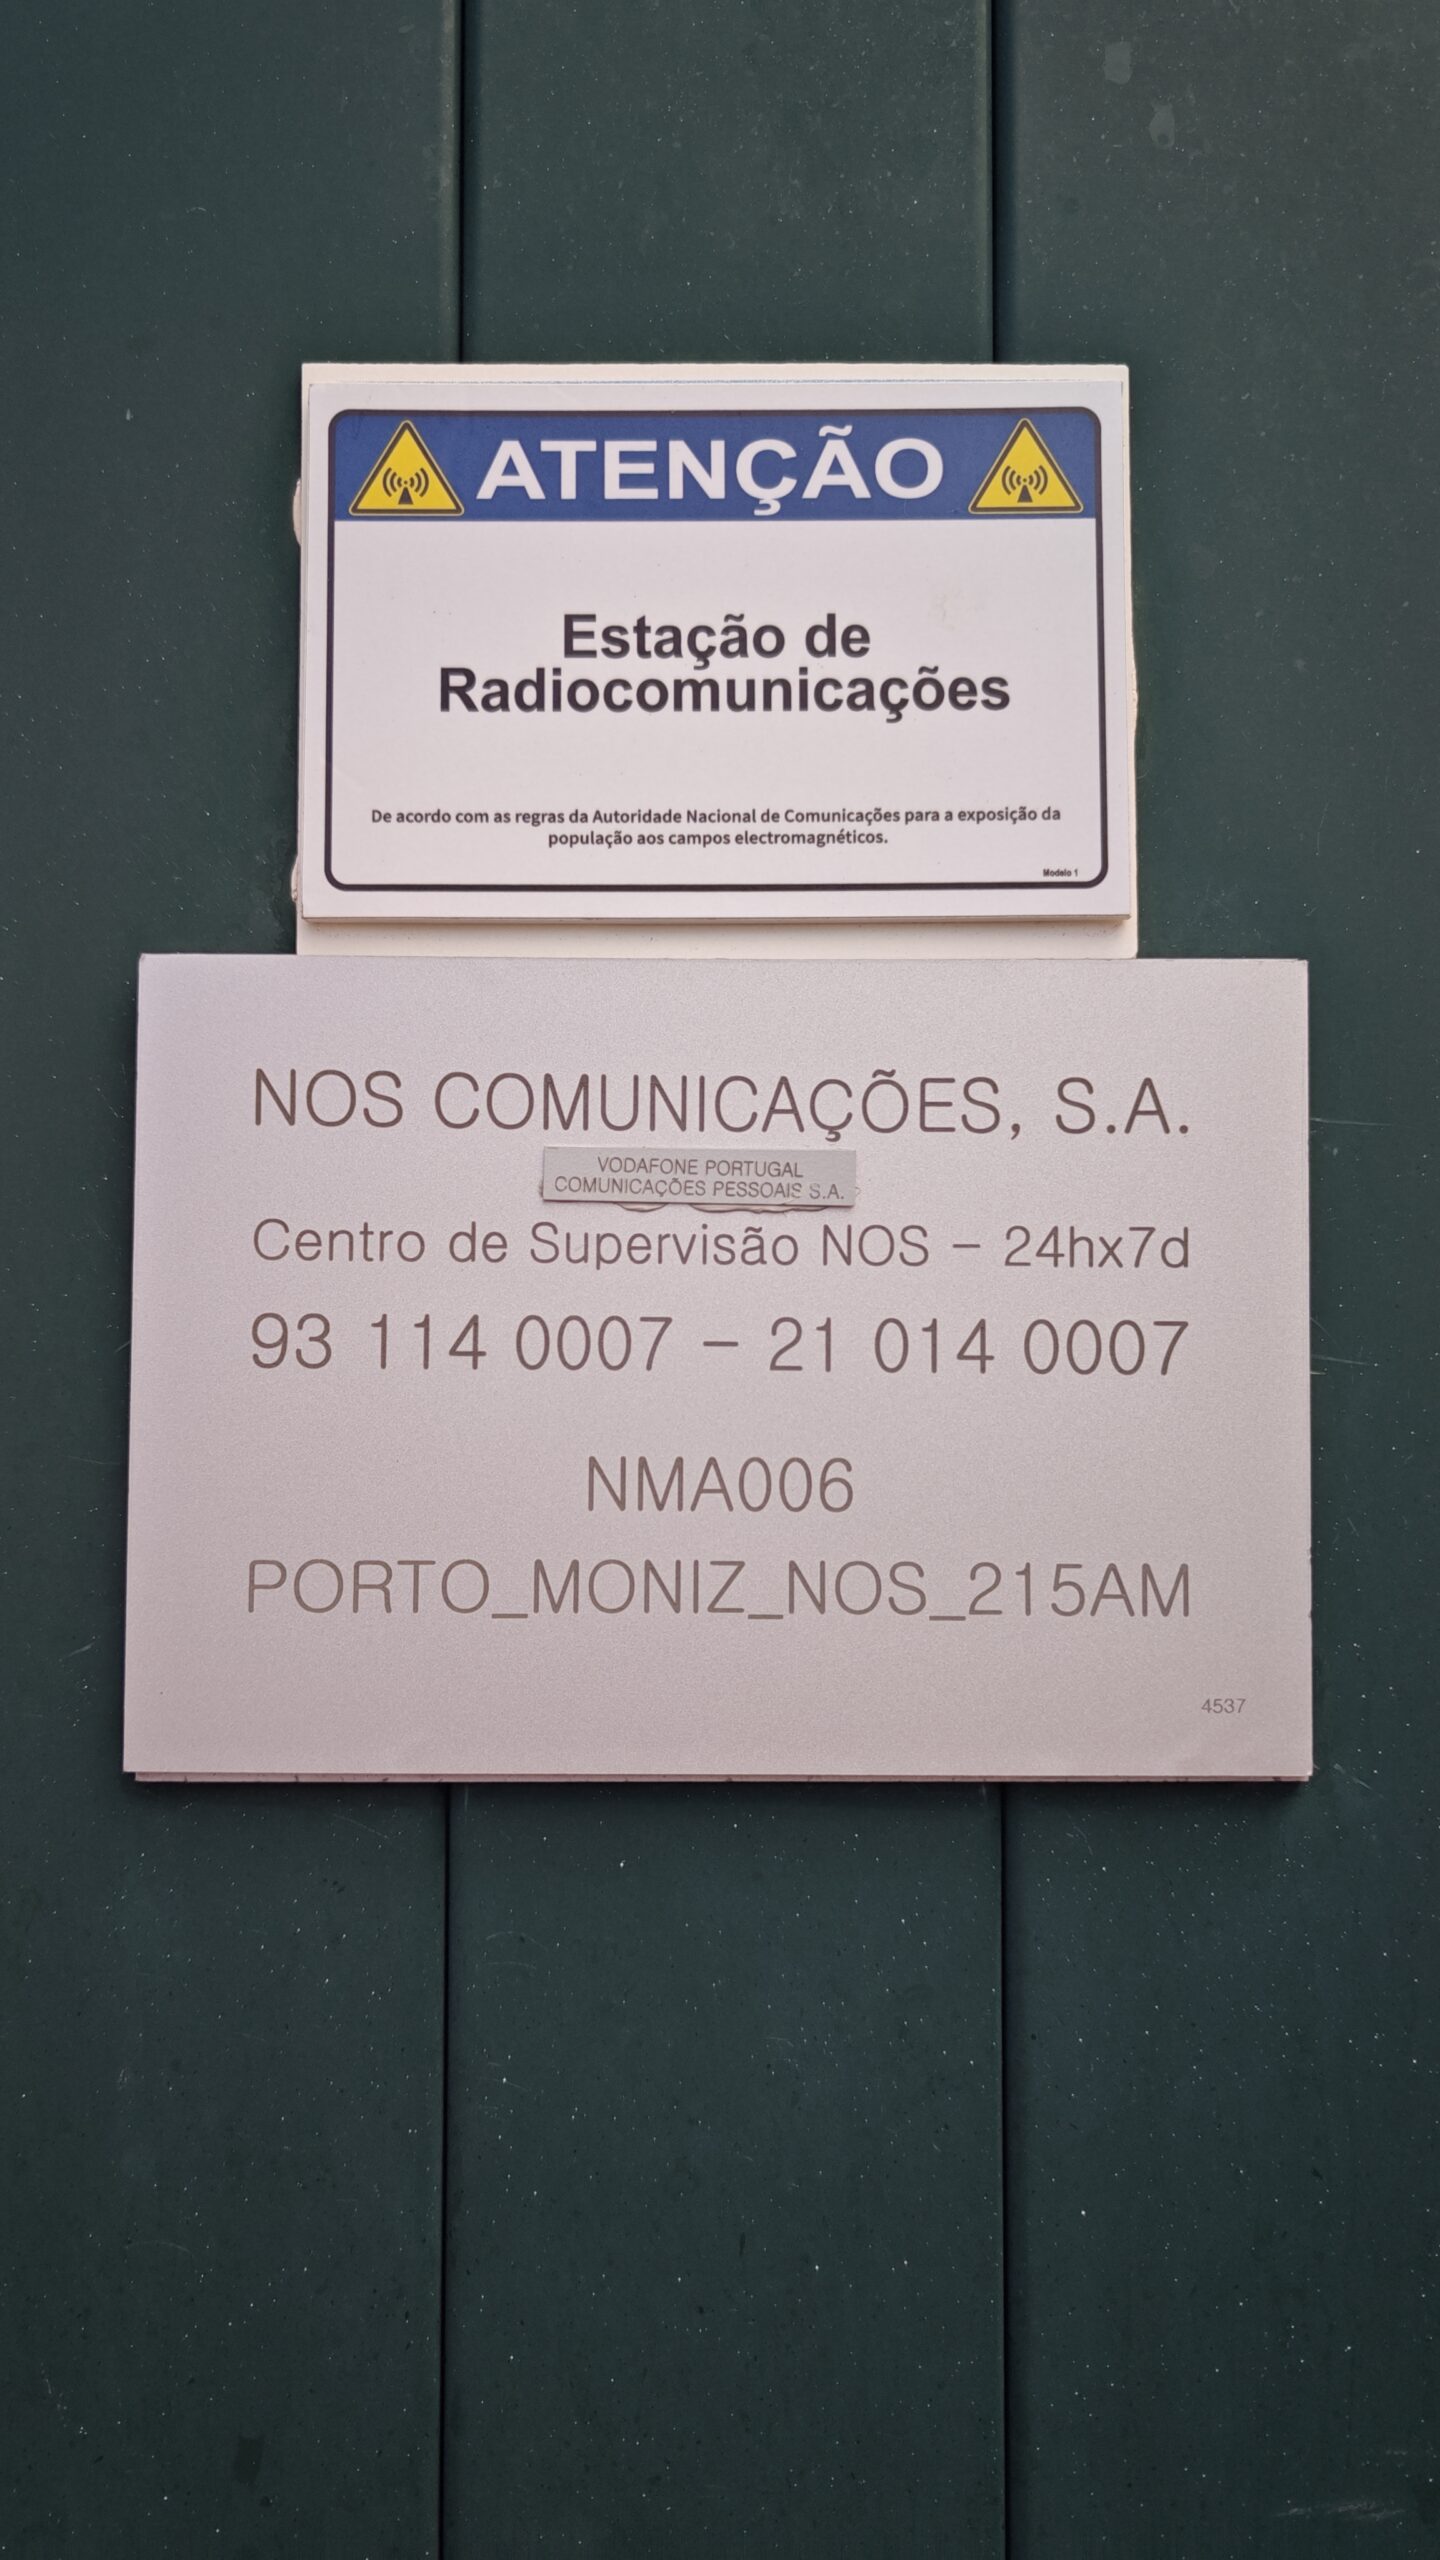 ATENÇÃO
Estação de
Radiocomunicações
De acordo com as regras da Autoridade Nacional de Comunicações para a exposição da
população aos campos electromagnéticos.
Modelo 1
NOS COMUNICAÇÕES, S.A.
VODAFONE PORTUGAL
COMUNICAÇÕES PESSOAIS S.A.
Centro de Supervisão NOS – 24hx7d
93 114 0007 – 21 014 0007
NMA006
PORTO_MONIZ_NOS_215AM
4537